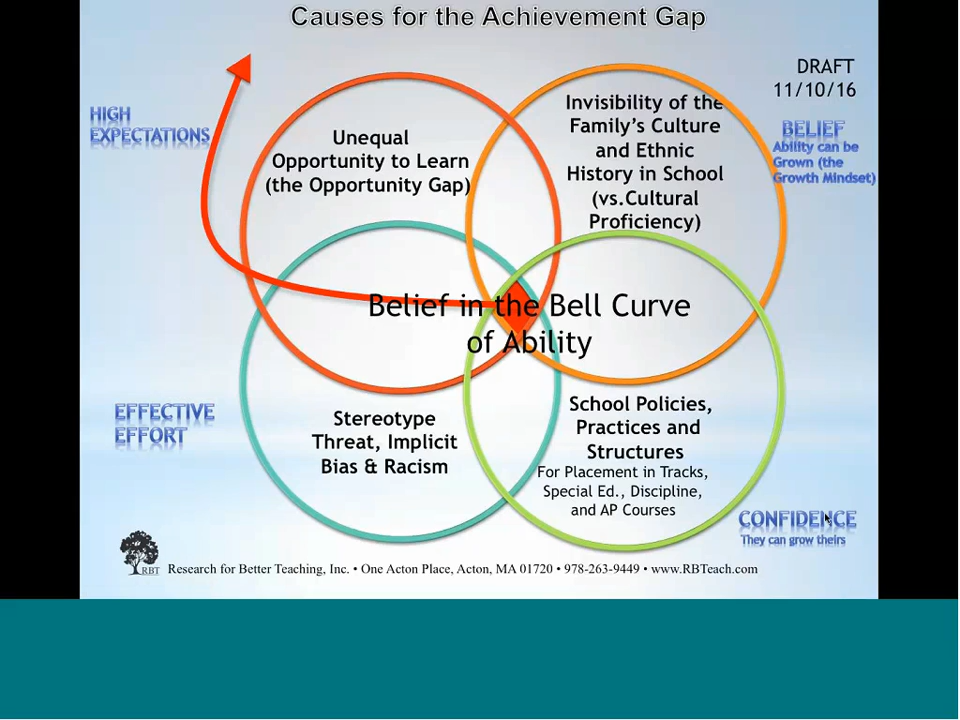 Causes for the Achievement Gap
DRAFT
11/10/16
HIGH
EXPECTATIONS
BELIEF
Ability can be
Grown (the
Growth Mindset)
Unequal
Opportunity to Learn
(the Opportunity Gap)
Invisibility of the
Family's Culture
and Ethnic
History in School
(vs.Cultural
Proficiency)
Belief in the Bell Curve
of Ability
EFFECTIVE
EFFORT
Stereotype
Threat, Implicit
Bias & Racism
School Policies,
Practices and
Structures
For Placement in Tracks,
Special Ed., Discipline,
and AP Courses
CONFIDENCE
They can grow theirs
RBT
Research for Better Teaching, Inc. • One Acton Place, Acton, MA 01720 • 978-263-9449 • www.RBTeach.com